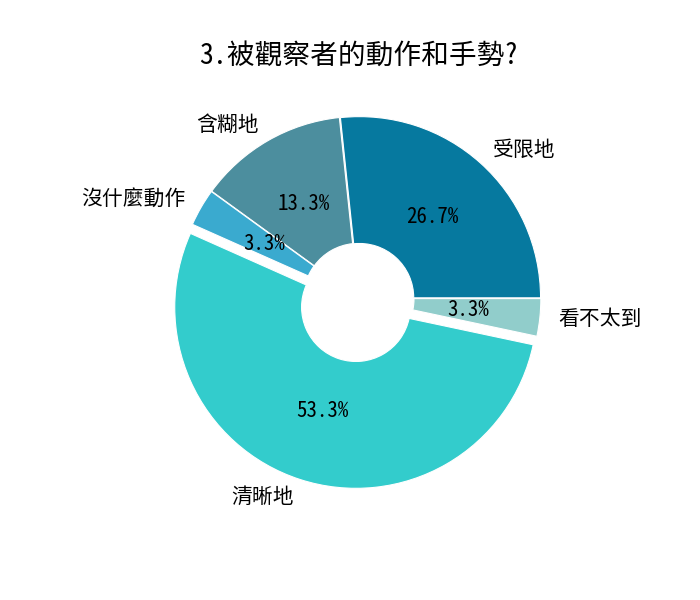 3.被觀察者的動作和手勢?
含糊地
受限地
13.3%
26.7%
沒什麼動作
3.3%
3.3%
看不太到
53.3%
清晰地